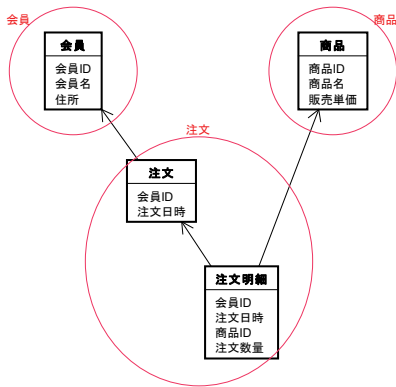 会員
会員
会員ID
会員名
住所
商品
商品
商品ID
商品名
販売単価
注文
注文
会員ID
注文日時
注文明細
会員ID
注文日時
商品ID
注文数量